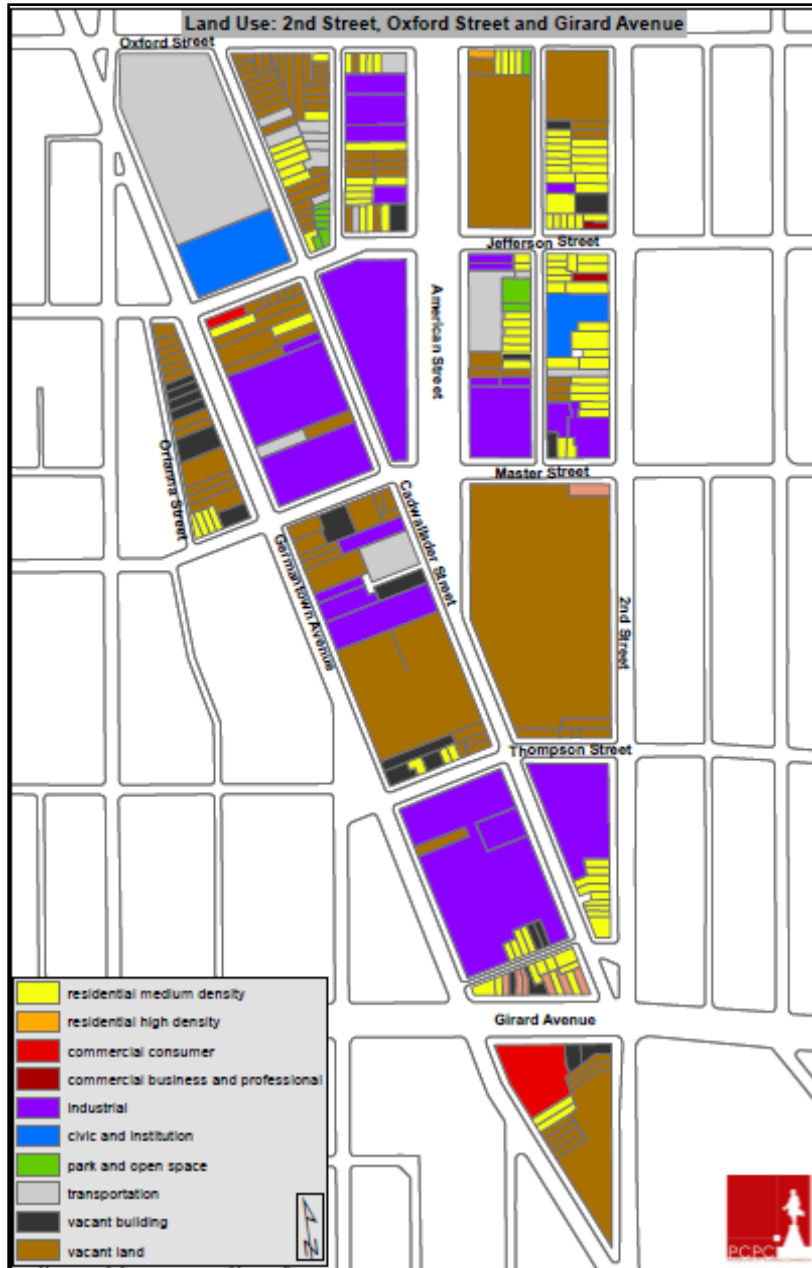 Land Use: 2nd Street, Oxford Street and Girard Avenue
Oxford Street
Jefferson Street
American Street
Orianna Street
Master Street
Cadwallader Street
Germantown Avenue
2nd Street
Thompson Street
Girard Avenue
residential medium density
residential high density
commercial consumer
commercial business and professional
industrial
civic and institution
park and open space
transportation
vacant building
vacant land
PCPC